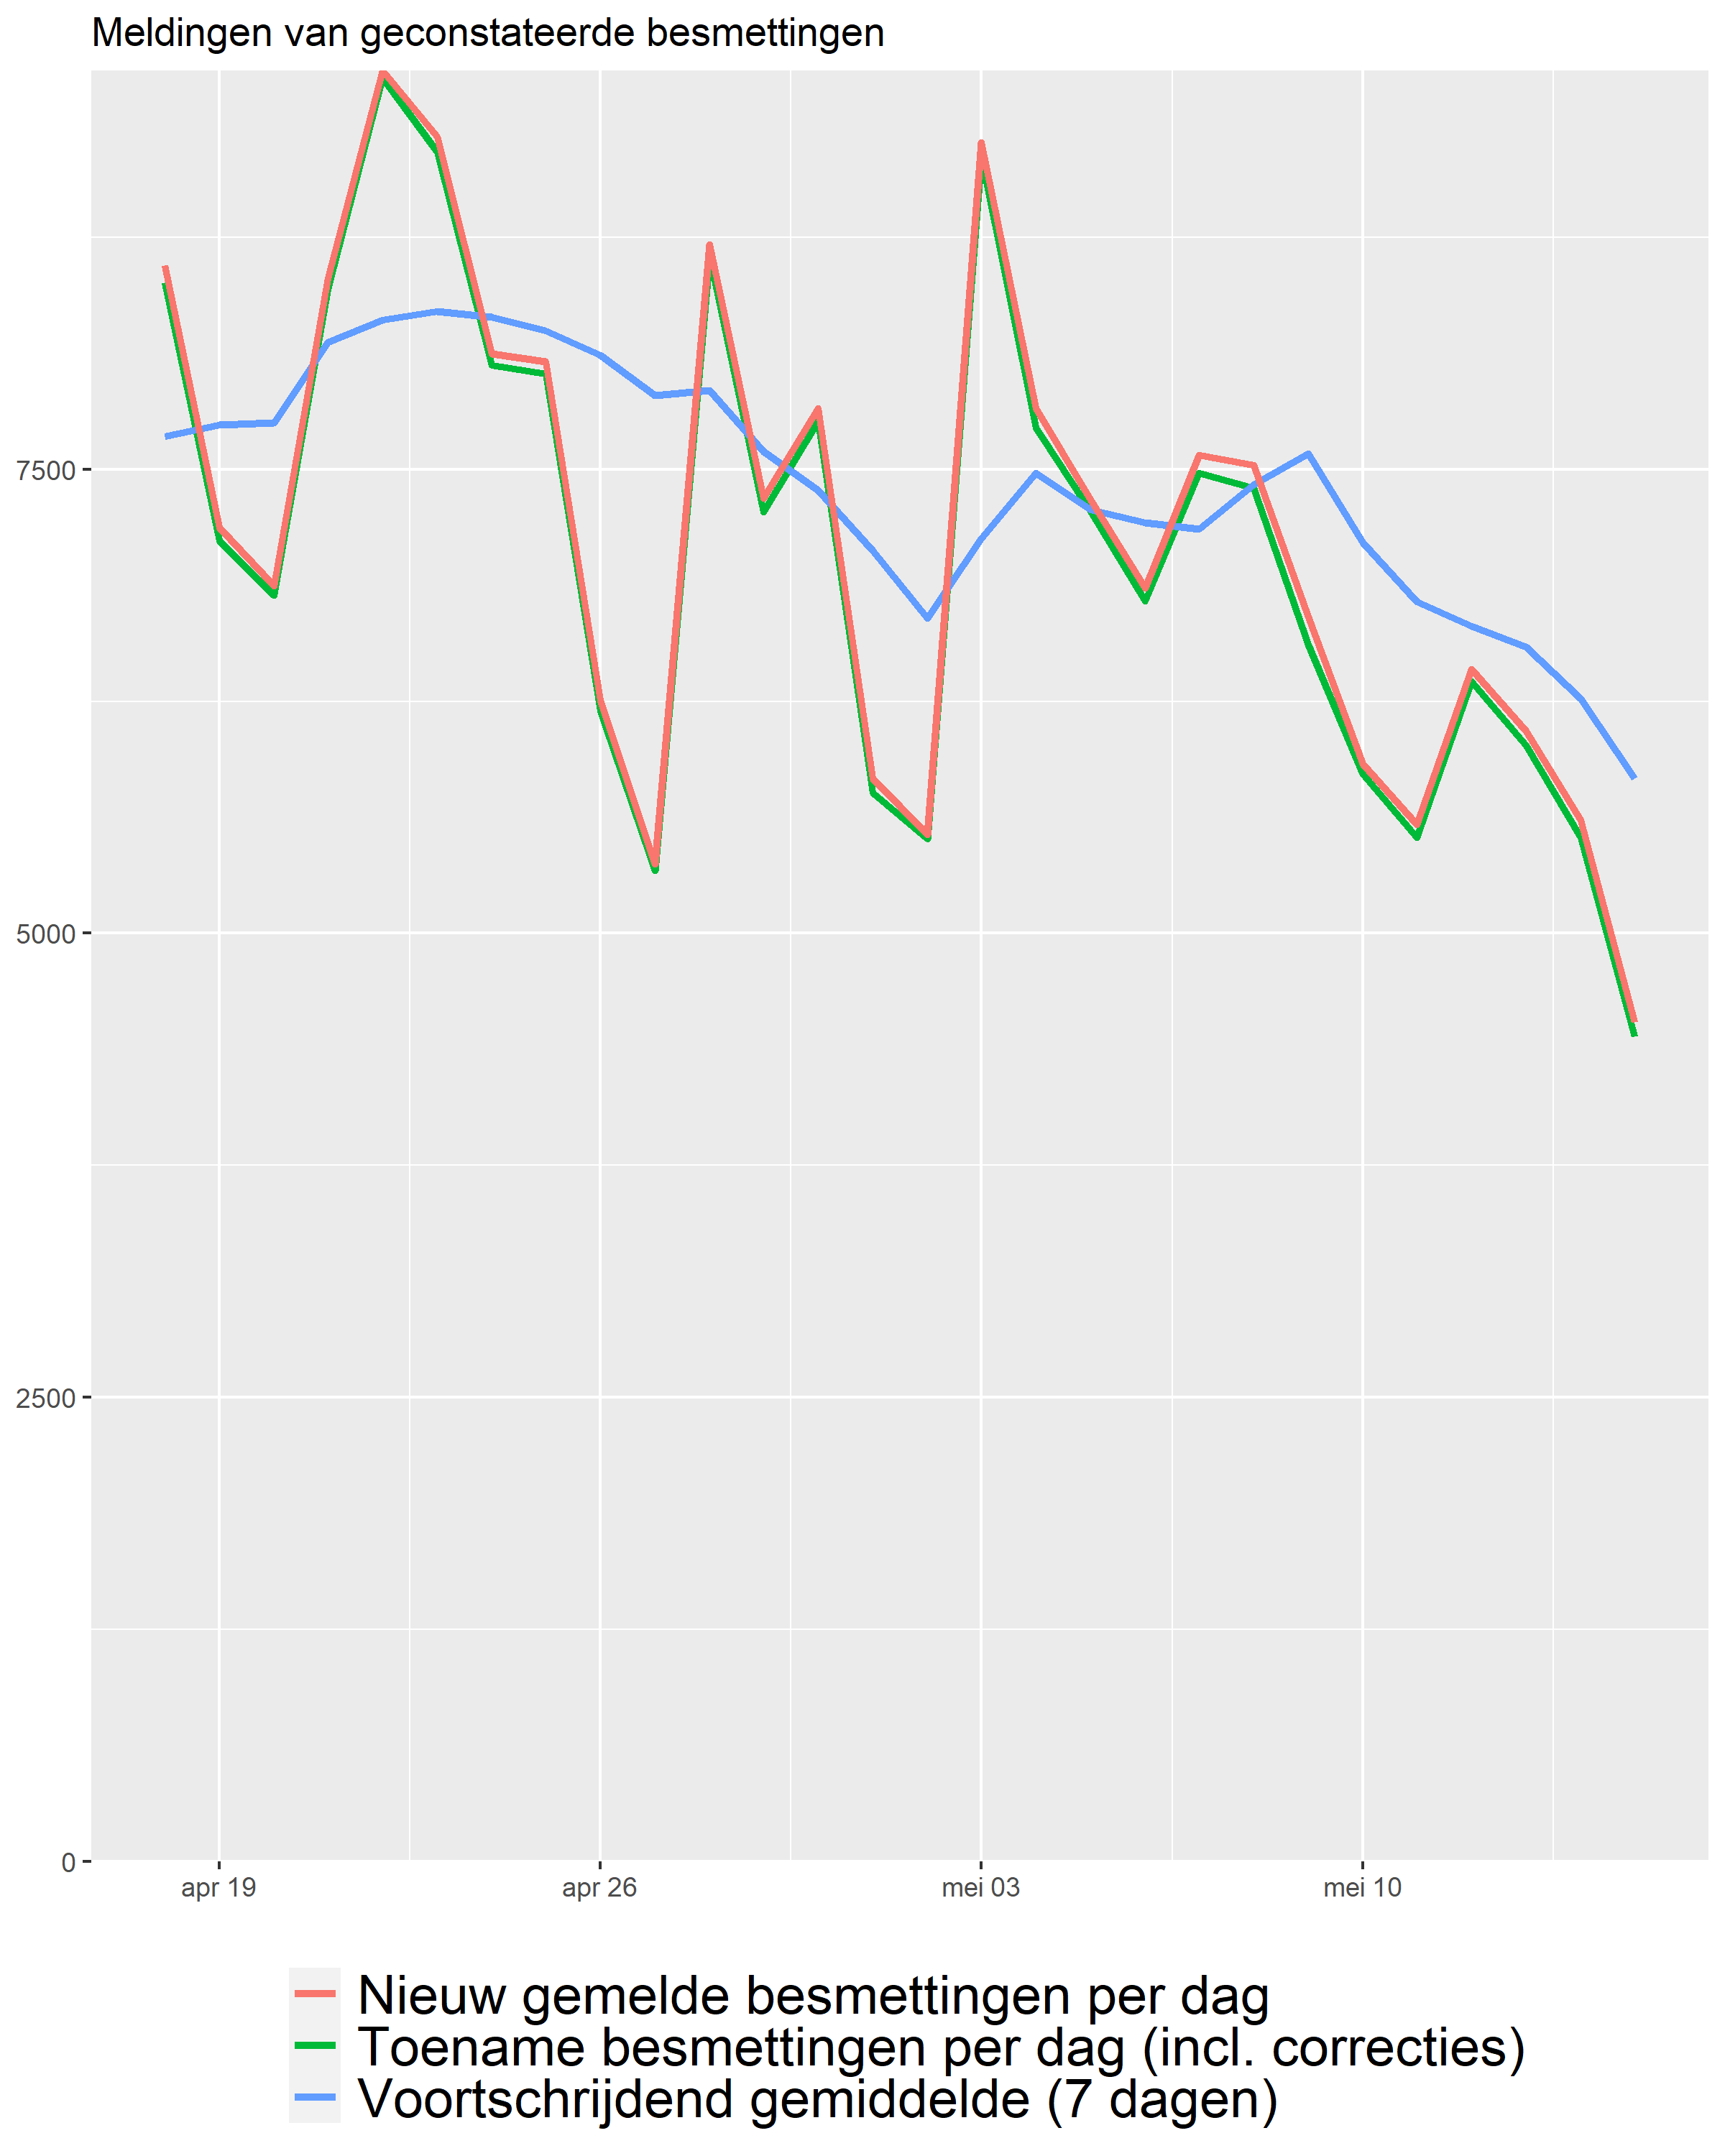 Meldingen van geconstateerde besmettingen
7500
5000
2500
0
apr 19
apr 26
mei 03
mei 10
Nieuw gemelde besmettingen per dag
Toename besmettingen per dag (incl. correcties)
Voortschrijdend gemiddelde (7 dagen)